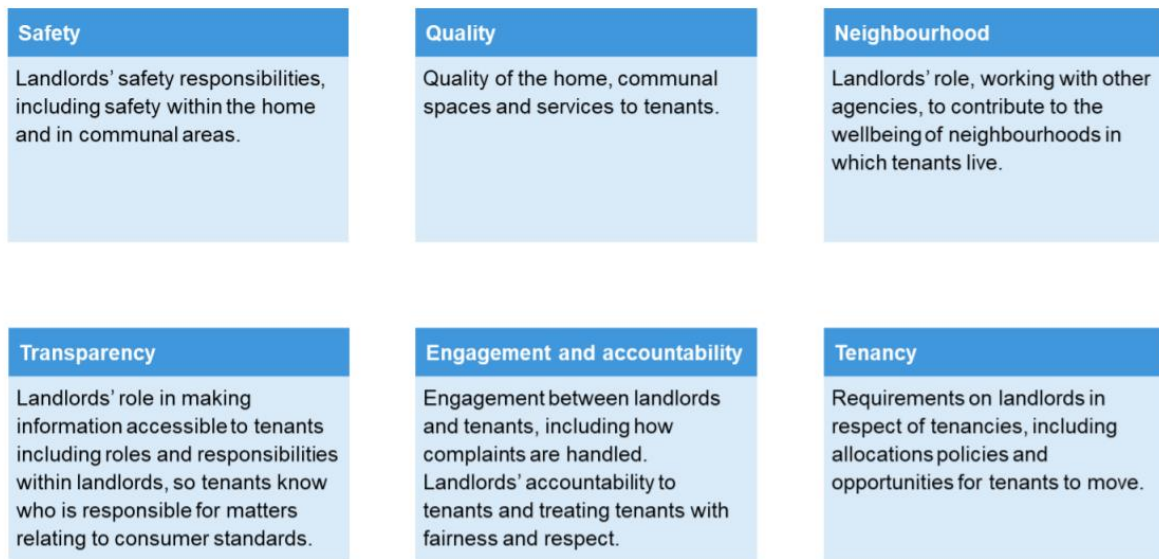 Safety
Landlords' safety responsibilities,
including safety within the home
and in communal areas.
Quality
Quality of the home, communal
spaces and services to tenants.
Neighbourhood
Landlords' role, working with other
agencies, to contribute to the
wellbeing of neighbourhoods in
which tenants live.
Transparency
Landlords' role in making
information accessible to tenants
including roles and responsibilities
within landlords, so tenants know
who is responsible for matters
relating to consumer standards.
Engagement and accountability
Engagement between landlords
and tenants, including how
complaints are handled.
Landlords' accountability to
tenants and treating tenants with
fairness and respect.
Tenancy
Requirements on landlords in
respect of tenancies, including
allocations policies and
opportunities for tenants to move.